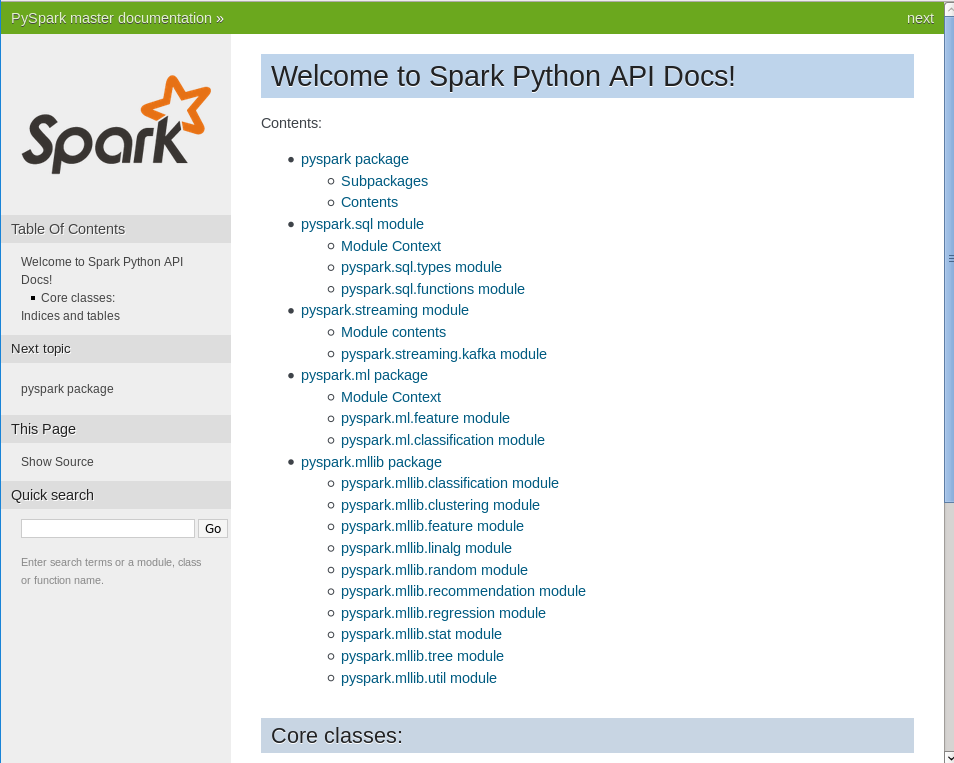 PySpark master documentation »
next
Spark
Table Of Contents
Welcome to Spark Python API
Docs!
Core classes:
Indices and tables
Next topic
pyspark package
This Page
Show Source
Quick search
Go
Enter search terms or a module, class
or function name.
Welcome to Spark Python API Docs!
Contents:
pyspark package
Subpackages
Contents
pyspark.sql module
Module Context
pyspark.sql.types module
pyspark.sql.functions module
pyspark.streaming module
Module contents
pyspark.streaming.kafka module
pyspark.ml package
Module Context
pyspark.ml.feature module
pyspark.ml.classification module
pyspark.mllib package
pyspark.mllib.classification module
pyspark.mllib.clustering module
pyspark.mllib.feature module
pyspark.mllib.linalg module
pyspark.mllib.random module
pyspark.mllib.recommendation module
pyspark.mllib.regression module
pyspark.mllib.stat module
pyspark.mllib.tree module
pyspark.mllib.util module
Core classes: